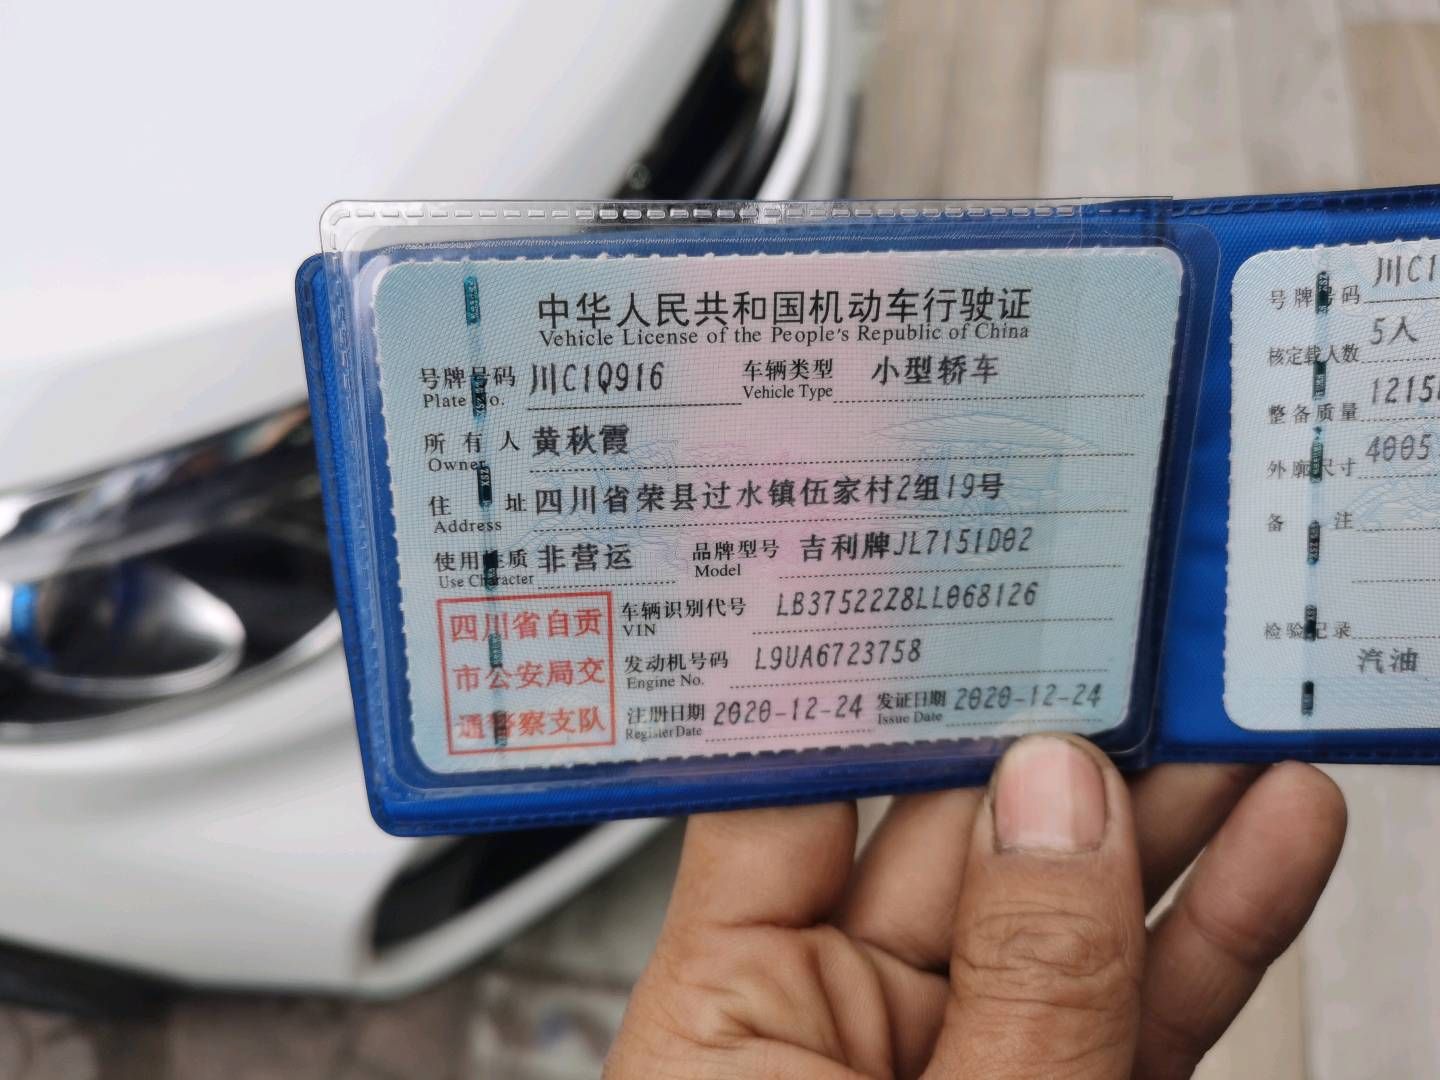 中华人民共和国机动车行驶证
Vehicle License of the People's Republic of China
号牌号码 川C1Q916 车辆类型 小型轿车
Plate No. Vehicle Type
所有人 黄秋霞
Owner
住址 四川省荣县过水镇伍家村2组19号
Address
使用性质 非营运 品牌型号 吉利牌JL7151D02
Use Character Model
四川省自贡
市公安局交
通警察支队
车辆识别代号 LB37522Z8LL068126
VIN
发动机号码 L9UA6723758
Engine No.
注册日期 2020-12-24 发证日期 2020-12-24
Register Date Issue Date
号牌号码 川C1
核定载人数 5人
整备质量 1215
外廓尺寸 4005
备注
检验记录
汽油